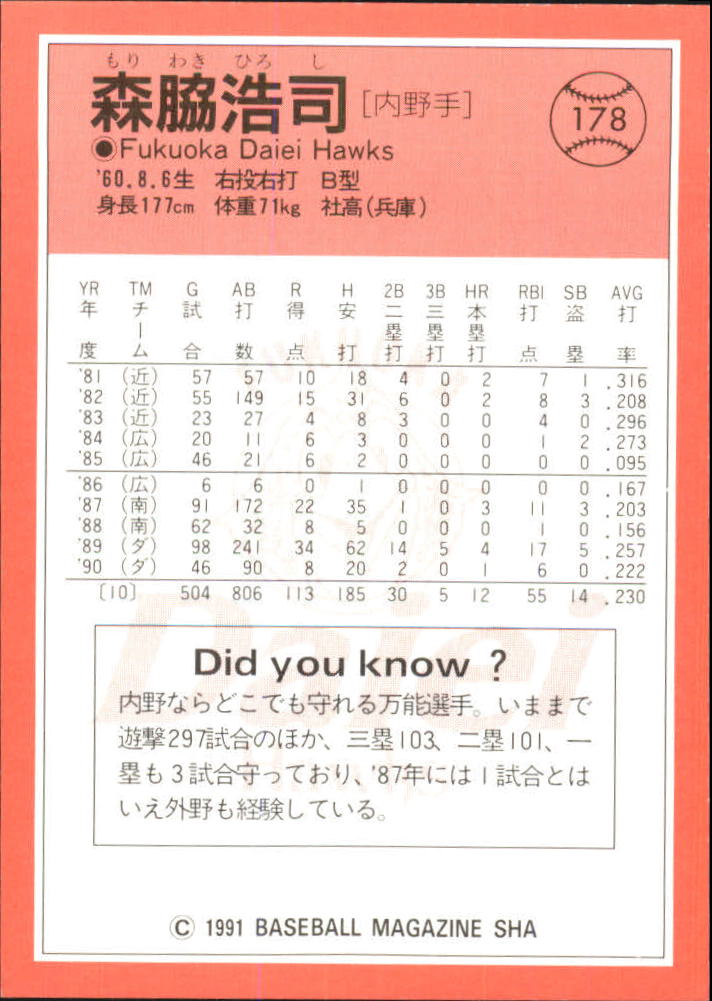 もり わき ひろ し
森脇浩司 [内野手]
178
●Fukuoka Daiei Hawks
'60.8.6生 右投右打 B型
身長177cm 体重71kg 社高(兵庫)
YR TM G AB R H 2B 3B HR RBI SB AVG
年度 チーム 試合 打数 得点 安打 二塁打 三塁打 本塁打 打点 盗塁 打率
'81 (近) 57 57 10 18 4 0 2 7 1 .316
'82 (近) 55 149 15 31 6 0 2 8 3 .208
'83 (近) 23 27 4 8 3 0 0 4 0 .296
'84 (広) 20 11 6 3 0 0 0 1 2 .273
'85 (広) 46 21 6 2 0 0 0 0 0 .095
'86 (広) 6 6 0 1 0 0 0 0 0 .167
'87 (南) 91 172 22 35 1 0 3 11 3 .203
'88 (南) 62 32 8 5 0 0 0 1 0 .156
'89 (ダ) 98 241 34 62 14 5 4 17 5 .257
'90 (ダ) 46 90 8 20 2 0 1 6 0 .222
〔10〕 504 806 113 185 30 5 12 55 14 .230
Did you know ?
内野ならどこでも守れる万能選手。いままで
遊撃297試合のほか、三塁103、二塁101、一
塁も3試合守っており、'87年には1試合とは
いえ外野も経験している。
Daiei
© 1991 BASEBALL MAGAZINE SHA